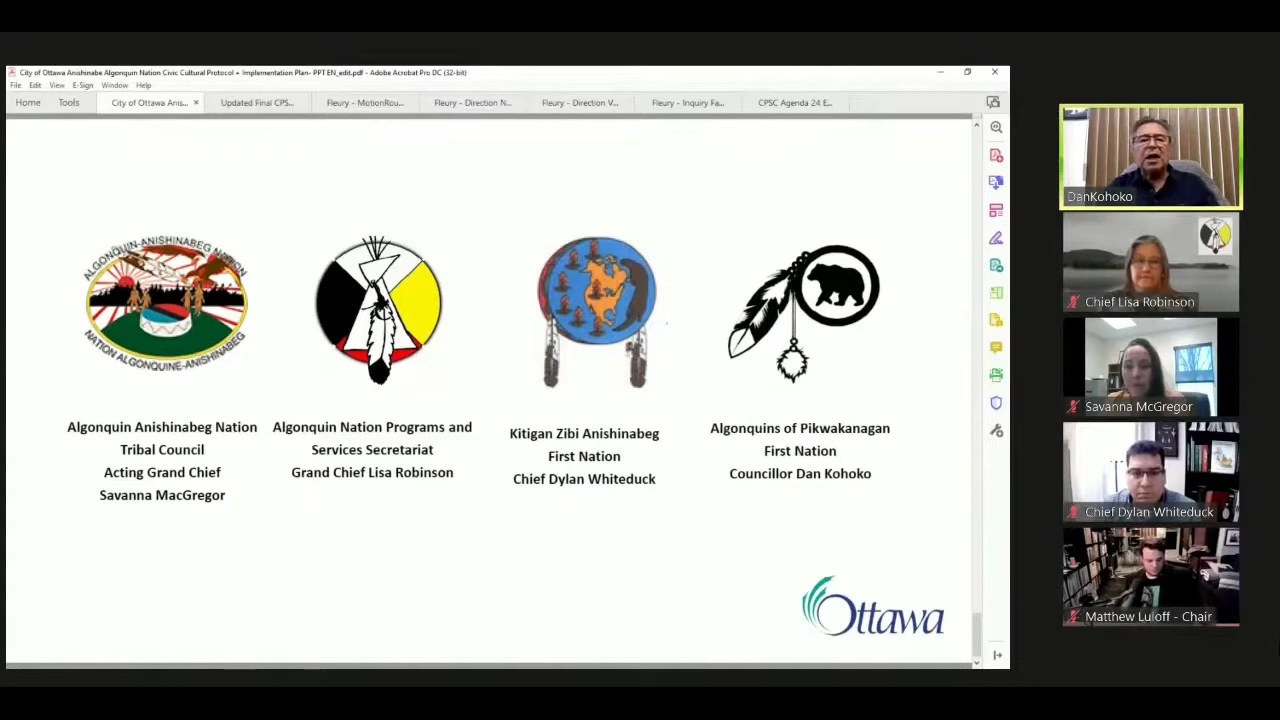 City of Ottawa Anishinabe Algonquin Nation Civic Cultural Protocol + Implementation Plan- PPT EN_edit.pdf - Adobe Acrobat Pro DC (32-bit)
File Edit View E-Sign Window Help
Home Tools City of Ottawa Anis... × Updated Final CPS... Fleury - MotionRou... Fleury - Direction N... Fleury - Direction V... Fleury - Inquiry Fa... CPSC Agenda 24 E...
ALGONQUIN-ANISHINABEG NATION
NATION ALGONQUINE-ANISHINABEG
Algonquin Anishinabeg Nation
Tribal Council
Acting Grand Chief
Savanna MacGregor
Algonquin Nation Programs and
Services Secretariat
Grand Chief Lisa Robinson
Kitigan Zibi Anishinabeg
First Nation
Chief Dylan Whiteduck
Algonquins of Pikwakanagan
First Nation
Councillor Dan Kohoko
Ottawa
DanKohoko
Chief Lisa Robinson
Savanna McGregor
Chief Dylan Whiteduck
Matthew Luloff - Chair